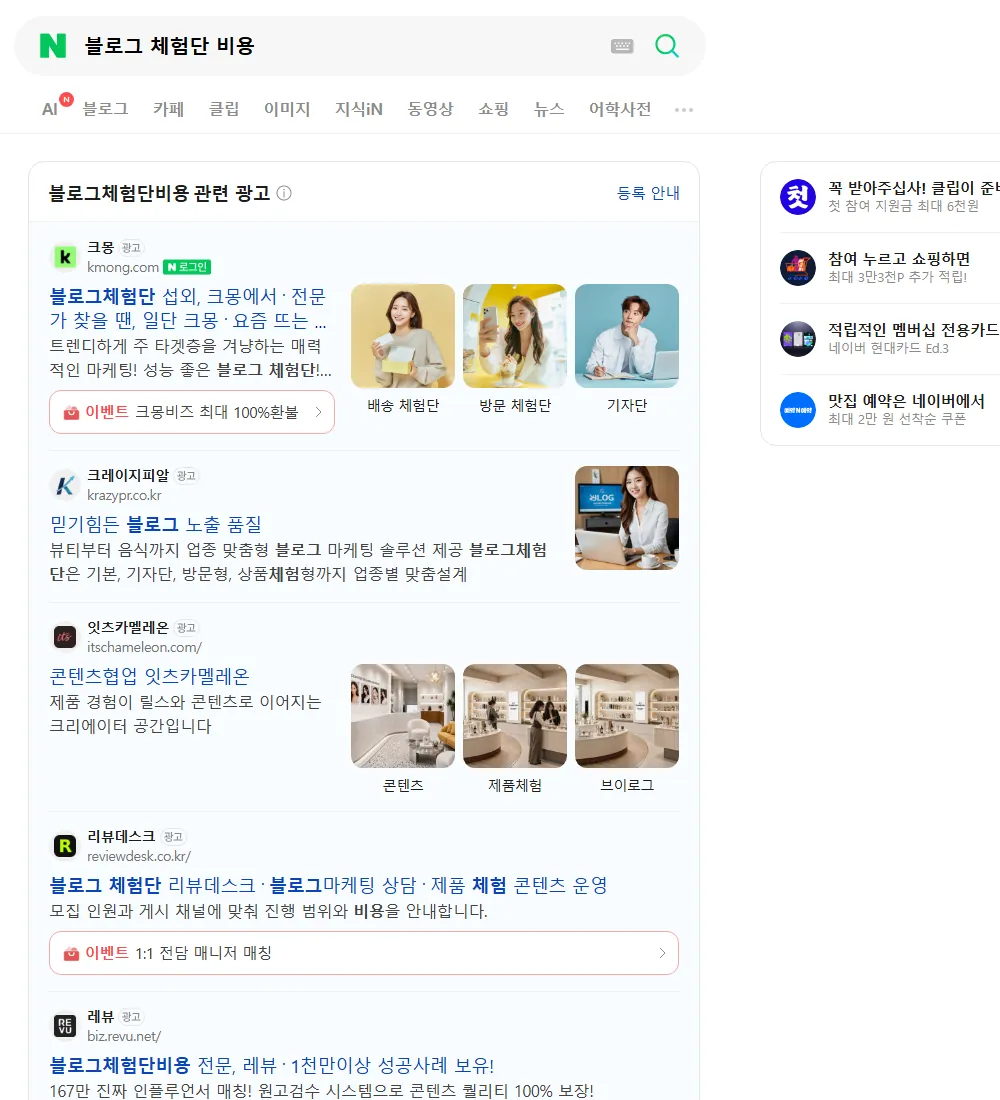 N 블로그 체험단 비용
AI N 블로그 카페 클립 이미지 지식iN 동영상 쇼핑 뉴스 어학사전 ···
블로그체험단비용 관련 광고
등록 안내
k 크몽 광고
kmong.com N 로그인
블로그체험단 섭외, 크몽에서 · 전문
가 찾을 땐, 일단 크몽 · 요즘 뜨는 ...
트렌디하게 주 타겟층을 겨냥하는 매력
적인 마케팅! 성능 좋은 블로그 체험단!...
이벤트 크몽비즈 최대 100%환불
배송 체험단
방문 체험단
기자단
K 크레이지피알 광고
krazypr.co.kr
믿기힘든 블로그 노출 품질
뷰티부터 음식까지 업종 맞춤형 블로그 마케팅 솔루션 제공 블로그체험
단은 기본, 기자단, 방문형, 상품체험형까지 업종별 맞춤설계
BLOG
it's 잇츠카멜레온 광고
itschameleon.com/
콘텐츠협업 잇츠카멜레온
제품 경험이 릴스와 콘텐츠로 이어지는
크리에이터 공간입니다
콘텐츠
제품체험
브이로그
R 리뷰데스크 광고
reviewdesk.co.kr/
블로그 체험단 리뷰데스크 · 블로그마케팅 상담 · 제품 체험 콘텐츠 운영
모집 인원과 게시 채널에 맞춰 진행 범위와 비용을 안내합니다.
이벤트 1:1 전담 매니저 매칭
REVU 레뷰 광고
biz.revu.net/
블로그체험단비용 전문, 레뷰 · 1천만이상 성공사례 보유!
167만 진짜 인플루언서 매칭! 원고검수 시스템으로 콘텐츠 퀄리티 100% 보장!
첫
꼭 받아주십사! 클립이 준비
첫 참여 지원금 최대 6천원
참여 누르고 쇼핑하면
최대 3만3천P 추가 적립!
적립적인 멤버십 전용카드
네이버 현대카드 Ed.3
맛집 예약은 네이버에서
최대 2만 원 선착순 쿠폰